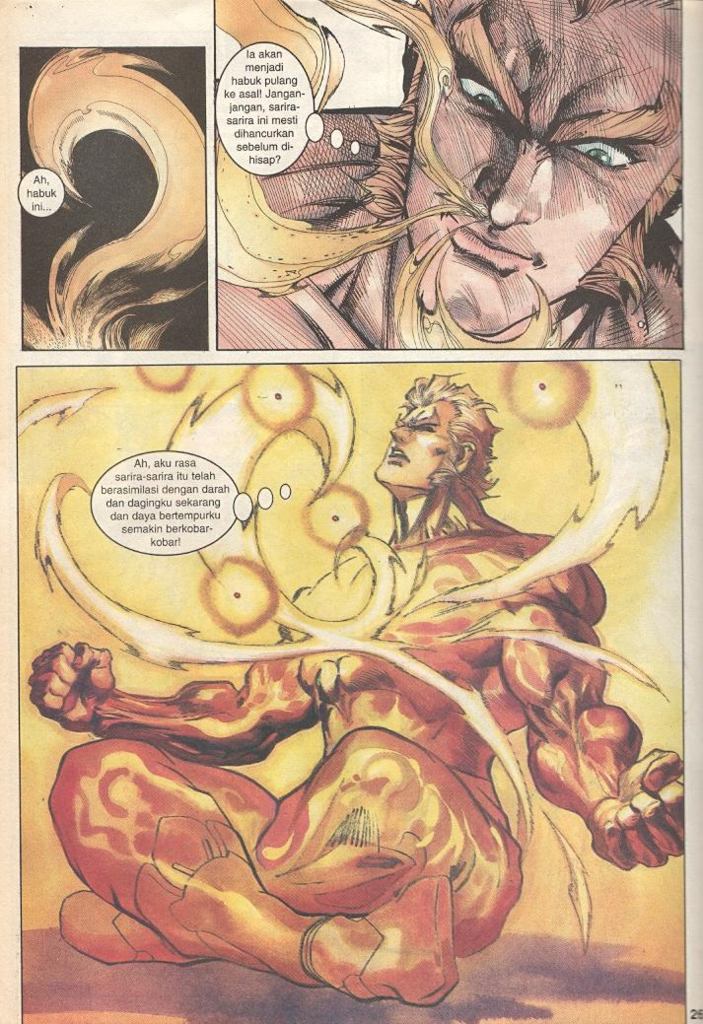 Ah,
habuk
ini...
Ia akan
menjadi
habuk pulang
ke asal! Jangan-
jangan, sarira-
sarira ini mesti
dihancurkan
sebelum di-
hisap?
Ah, aku rasa
sarira-sarira itu telah
berasimilasi dengan darah
dan dagingku sekarang
dan daya bertempurku
semakin berkobar-
kobar!